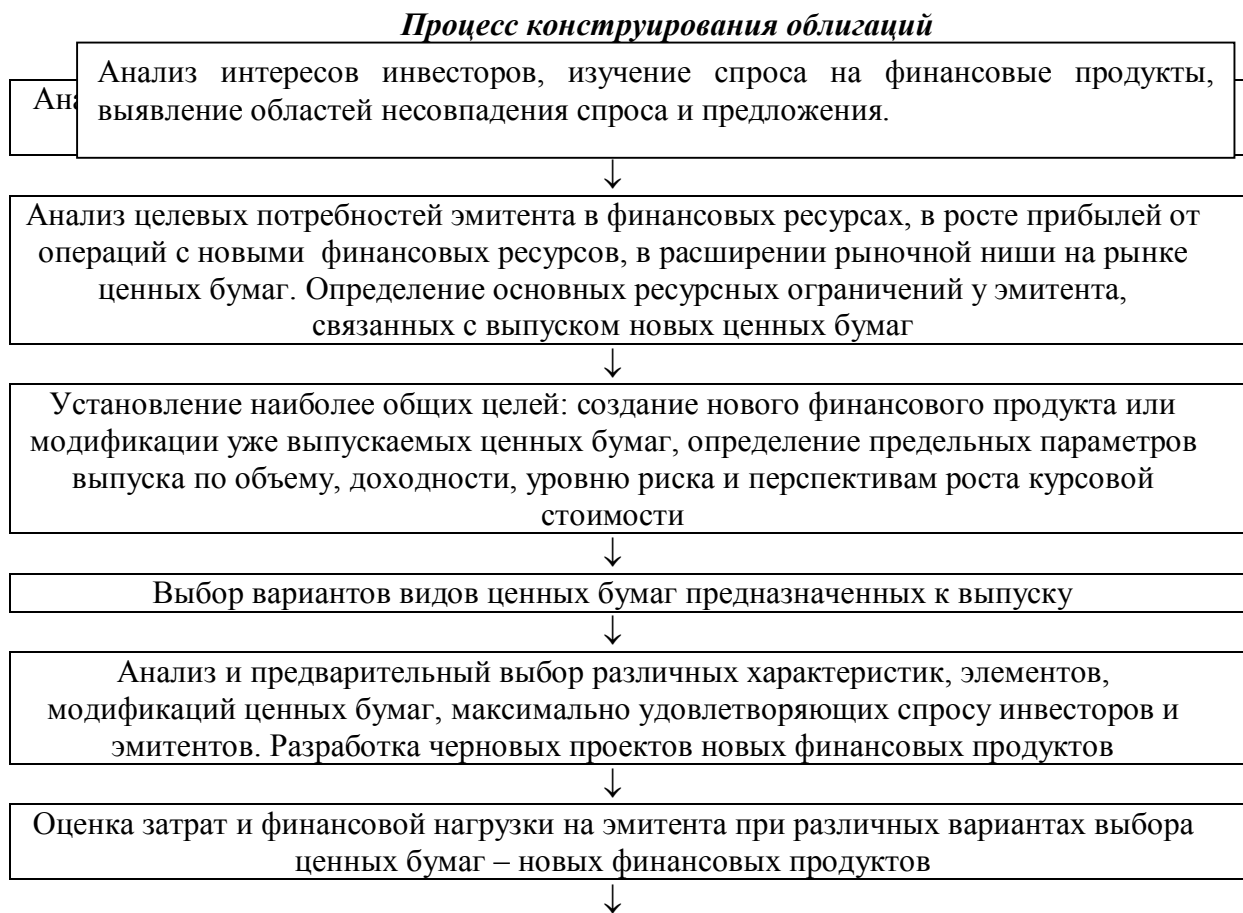 Процесс конструирования облигаций
Анализ интересов инвесторов, изучение спроса на финансовые продукты,
выявление областей несовпадения спроса и предложения.
↓
Анализ целевых потребностей эмитента в финансовых ресурсах, в росте прибылей от
операций с новыми финансовых ресурсов, в расширении рыночной ниши на рынке
ценных бумаг. Определение основных ресурсных ограничений у эмитента,
связанных с выпуском новых ценных бумаг
↓
Установление наиболее общих целей: создание нового финансового продукта или
модификации уже выпускаемых ценных бумаг, определение предельных параметров
выпуска по объему, доходности, уровню риска и перспективам роста курсовой
стоимости
↓
Выбор вариантов видов ценных бумаг предназначенных к выпуску
↓
Анализ и предварительный выбор различных характеристик, элементов,
модификаций ценных бумаг, максимально удовлетворяющих спросу инвесторов и
эмитентов. Разработка черновых проектов новых финансовых продуктов
↓
Оценка затрат и финансовой нагрузки на эмитента при различных вариантах выбора
ценных бумаг – новых финансовых продуктов
↓